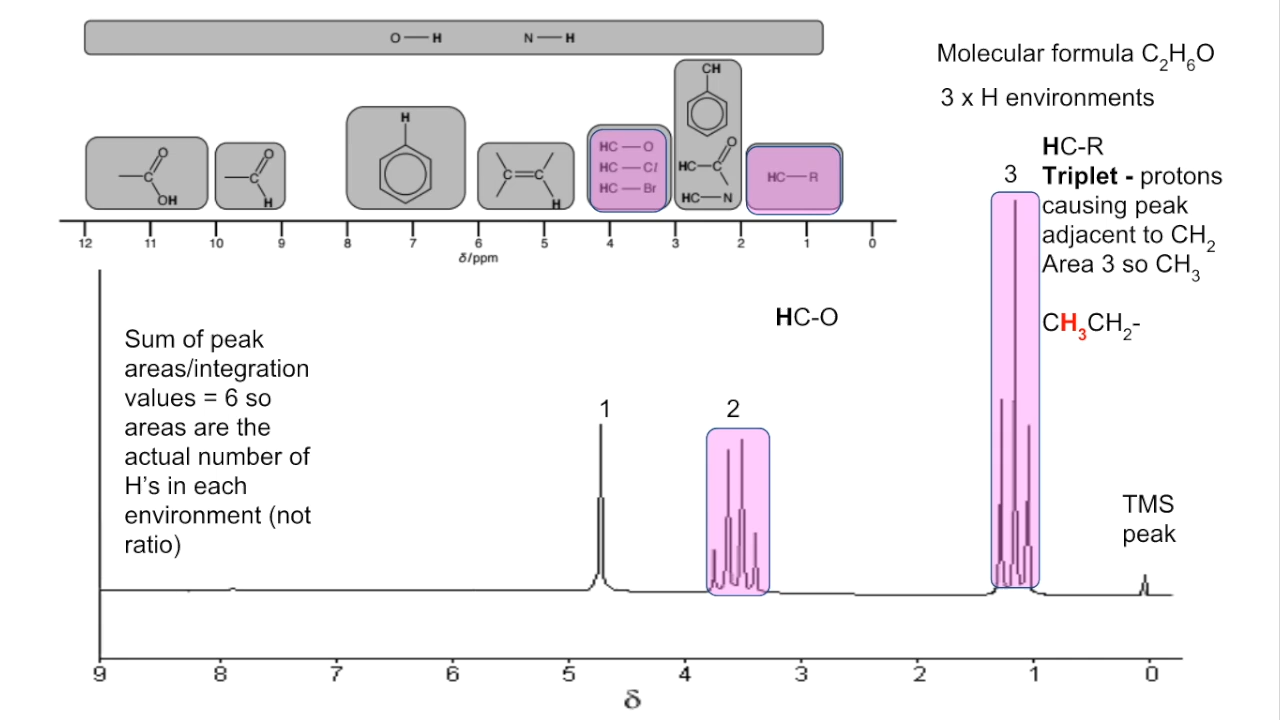 O—H N—H
Molecular formula C₂H₆O
3 x H environments
CH
H
O
OH
O
H
H
HC—O
HC—Cl
HC—Br
O
HC—C
HC—N
HC—R
12 11 10 9 8 7 6 5 4 3 2 1 0
δ/ppm
HC-R
3 Triplet - protons
causing peak
adjacent to CH₂
Area 3 so CH₃
CH₃CH₂-
HC-O
Sum of peak
areas/integration
values = 6 so
areas are the
actual number of
H’s in each
environment (not
ratio)
1 2
TMS
peak
9 8 7 6 5 4 3 2 1 0
δ